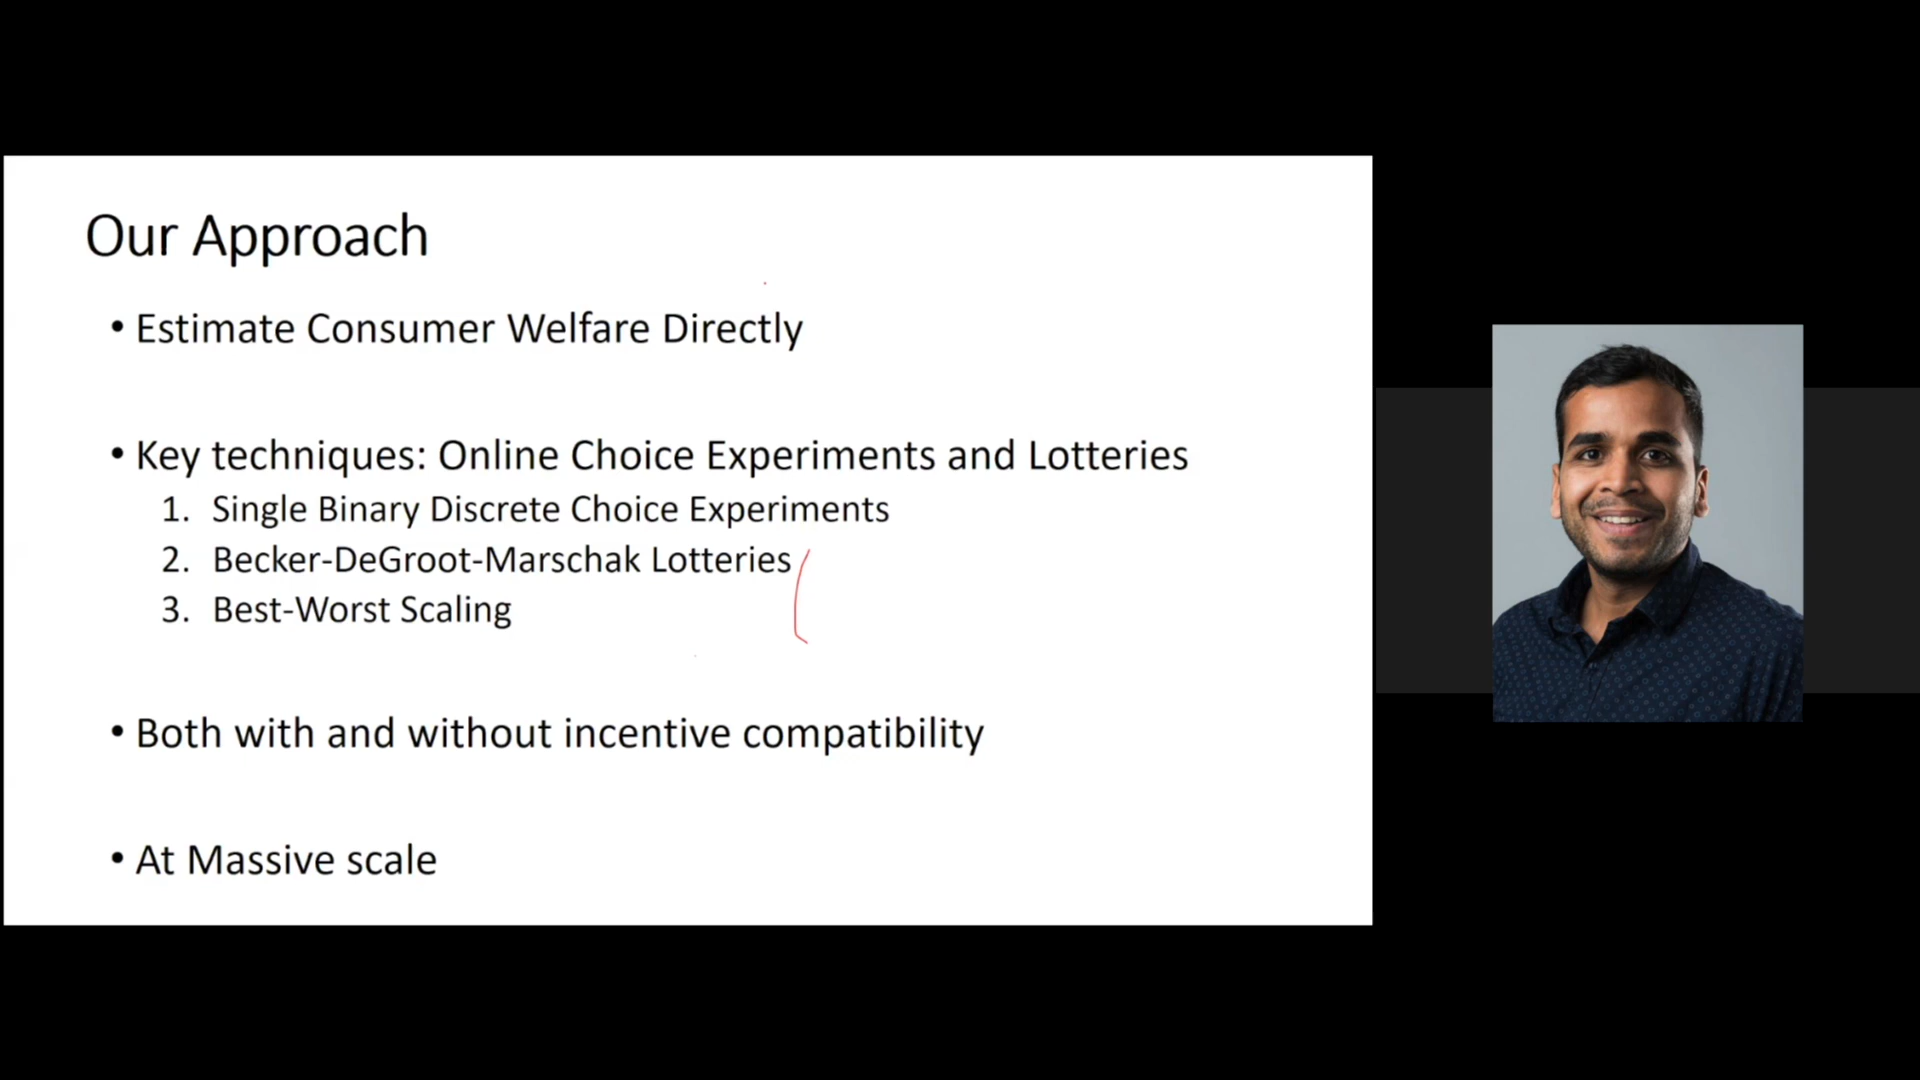 Our Approach
• Estimate Consumer Welfare Directly
• Key techniques: Online Choice Experiments and Lotteries
1. Single Binary Discrete Choice Experiments
2. Becker-DeGroot-Marschak Lotteries
3. Best-Worst Scaling
• Both with and without incentive compatibility
• At Massive scale